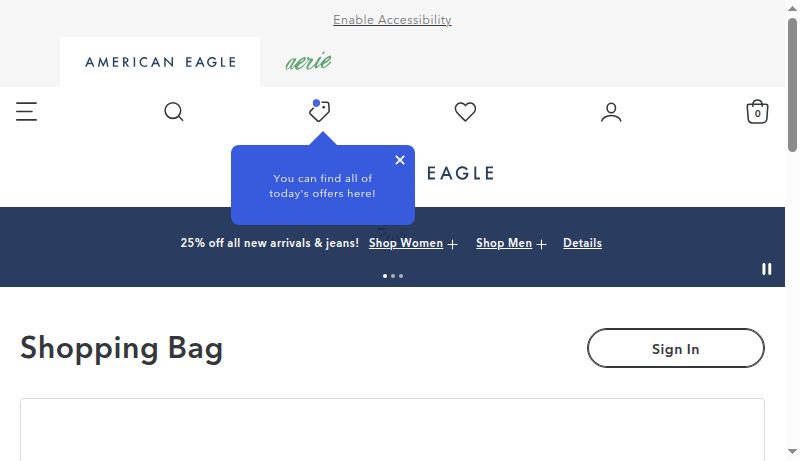 Enable Accessibility
AMERICAN EAGLE
aerie
0
You can find all of
today's offers here!
EAGLE
25% off all new arrivals & jeans! Shop Women Shop Men Details
Shopping Bag
Sign In